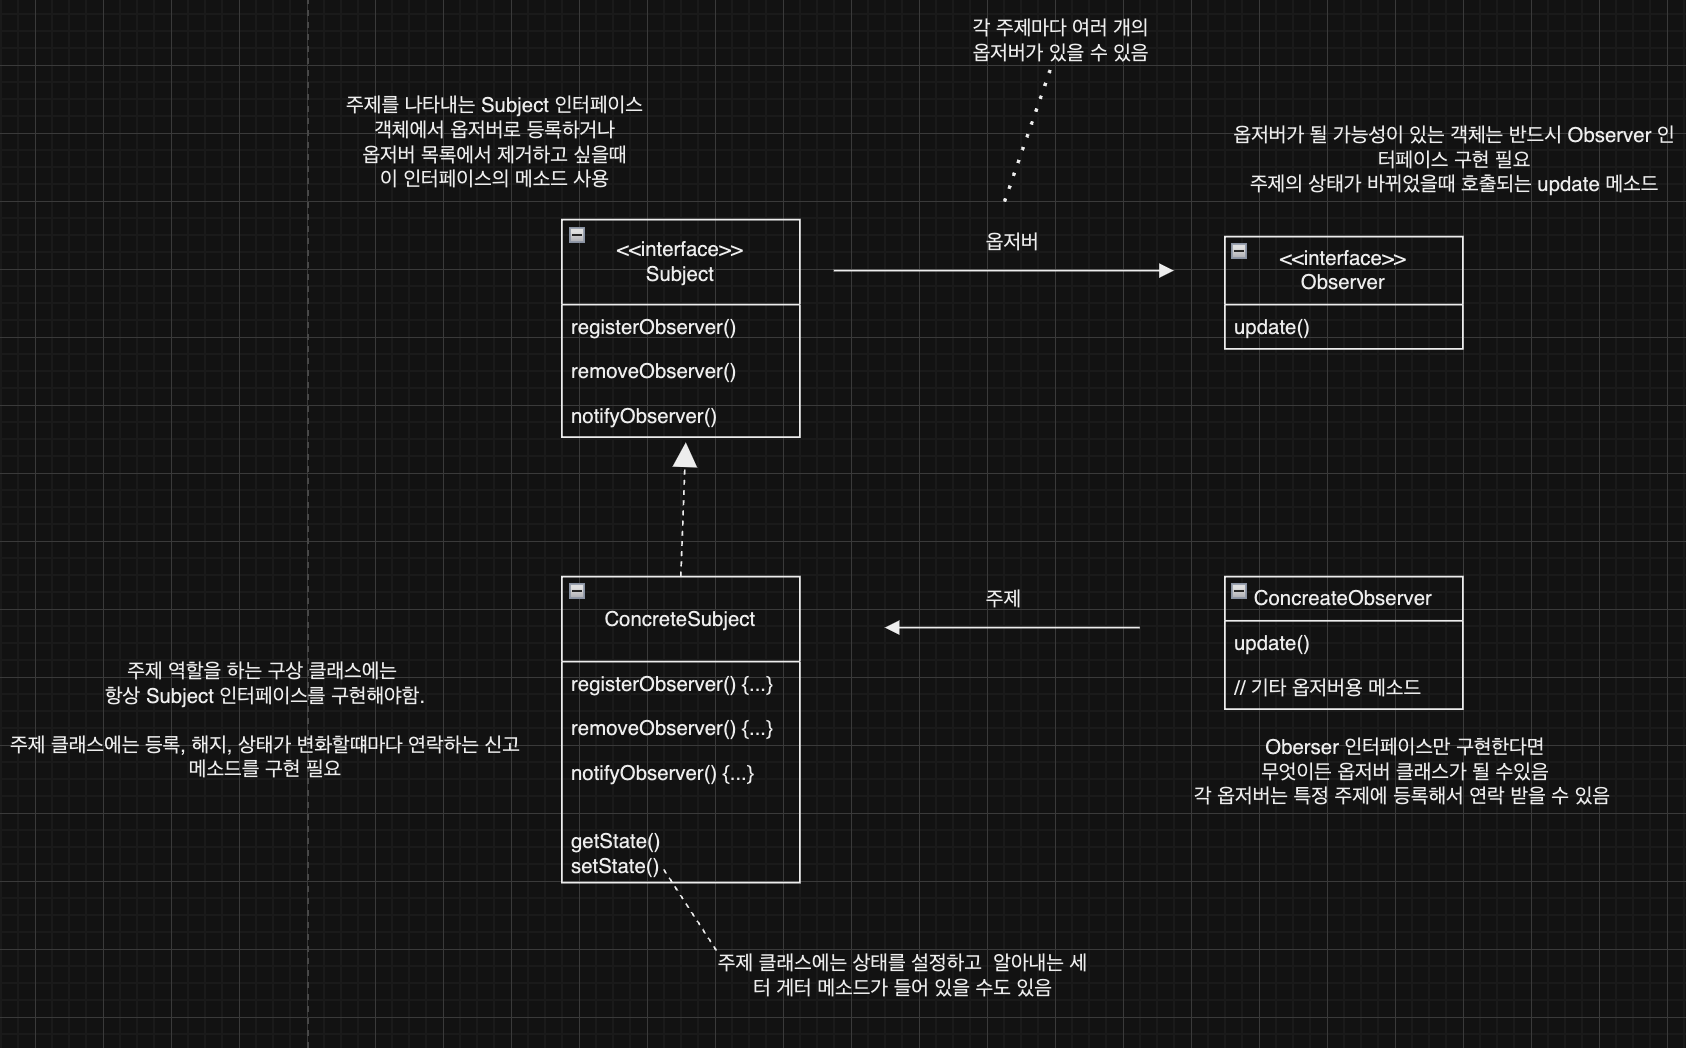 각 주제마다 여러 개의
옵저버가 있을 수 있음
주제를 나타내는 Subject 인터페이스
객체에서 옵저버로 등록하거나
옵저버 목록에서 제거하고 싶을때
이 인터페이스의 메소드 사용
옵저버가 될 가능성이 있는 객체는 반드시 Observer 인
터페이스 구현 필요
주제의 상태가 바뀌었을때 호출되는 update 메소드
<<interface>>
Subject
registerObserver()
removeObserver()
notifyObserver()
옵저버
<<interface>>
Observer
update()
ConcreteSubject
registerObserver() {...}
removeObserver() {...}
notifyObserver() {...}
getState()
setState()
주제
ConcreateObserver
update()
// 기타 옵저버용 메소드
주제 역할을 하는 구상 클래스에는
항상 Subject 인터페이스를 구현해야함.
주제 클래스에는 등록, 해지, 상태가 변화할떄마다 연락하는 신고
메소드를 구현 필요
Oberser 인터페이스만 구현한다면
무엇이든 옵저버 클래스가 될 수있음
각 옵저버는 특정 주제에 등록해서 연락 받을 수 있음
주제 클래스에는 상태를 설정하고  알아내는 세
터 게터 메소드가 들어 있을 수도 있음